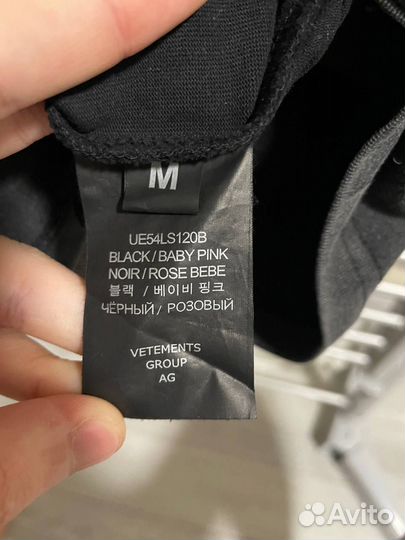 M
UE54LS120B
BLACK / BABY PINK
NOIR / ROSE BEBE
블랙 / 베이비 핑크
ЧЁРНЫЙ / РОЗОВЫЙ
VETEMENTS
GROUP
AG
Avito